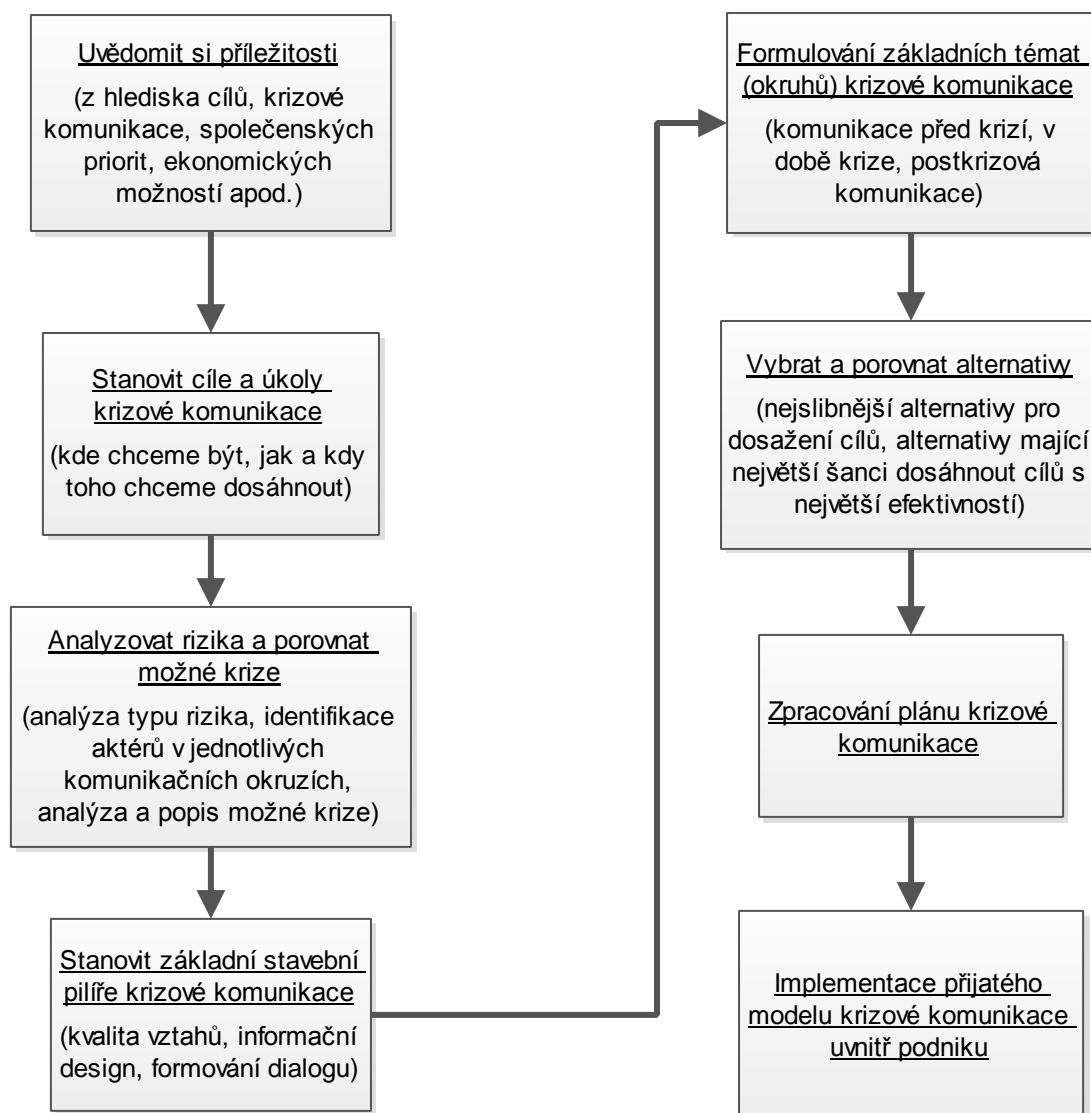 Uvědomit si příležitosti
(z hlediska cílů, krizové
komunikace, společenských
priorit, ekonomických
možností apod.)
Stanovit cíle a úkoly
krizové komunikace
(kde chceme být, jak a kdy
toho chceme dosáhnout)
Analyzovat rizika a porovnat
možné krize
(analýza typu rizika, identifikace
aktérů v jednotlivých
komunikačních okruzích,
analýza a popis možné krize)
Stanovit základní stavební
pilíře krizové komunikace
(kvalita vztahů, informační
design, formování dialogu)
Formulování základních témat
(okruhů) krizové komunikace
(komunikace před krizí, v
době krize, postkrizová
komunikace)
Vybrat a porovnat alternativy
(nejslibnější alternativy pro
dosažení cílů, alternativy mající
největší šanci dosáhnout cílů s
největší efektivností)
Zpracování plánu krizové
komunikace
Implementace přijatého
modelu krizové komunikace
uvnitř podniku